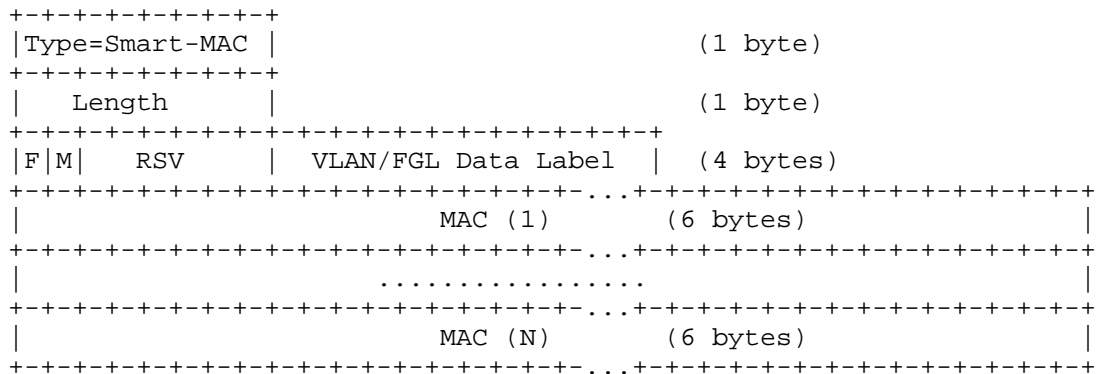 +-+-+-+-+-+-+-+-+
|Type=Smart-MAC |                           (1 byte)
+-+-+-+-+-+-+-+-+
|   Length      |                           (1 byte)
+-+-+-+-+-+-+-+-+-+-+-+-+-+-+-+-+-+-+-+-+
|F|M|   RSV     |  VLAN/FGL Data Label  |  (4 bytes)
+-+-+-+-+-+-+-+-+-+-+-+-+-+-+-+-+-+-...+-+-+-+-+-+-+-+-+-+-+-+-+-+-+
|                          MAC (1)       (6 bytes)                  |
+-+-+-+-+-+-+-+-+-+-+-+-+-+-+-+-+-+-...+-+-+-+-+-+-+-+-+-+-+-+-+-+-+
|                      .................                            |
+-+-+-+-+-+-+-+-+-+-+-+-+-+-+-+-+-+-...+-+-+-+-+-+-+-+-+-+-+-+-+-+-+
|                          MAC (N)       (6 bytes)                  |
+-+-+-+-+-+-+-+-+-+-+-+-+-+-+-+-+-+-...+-+-+-+-+-+-+-+-+-+-+-+-+-+-+